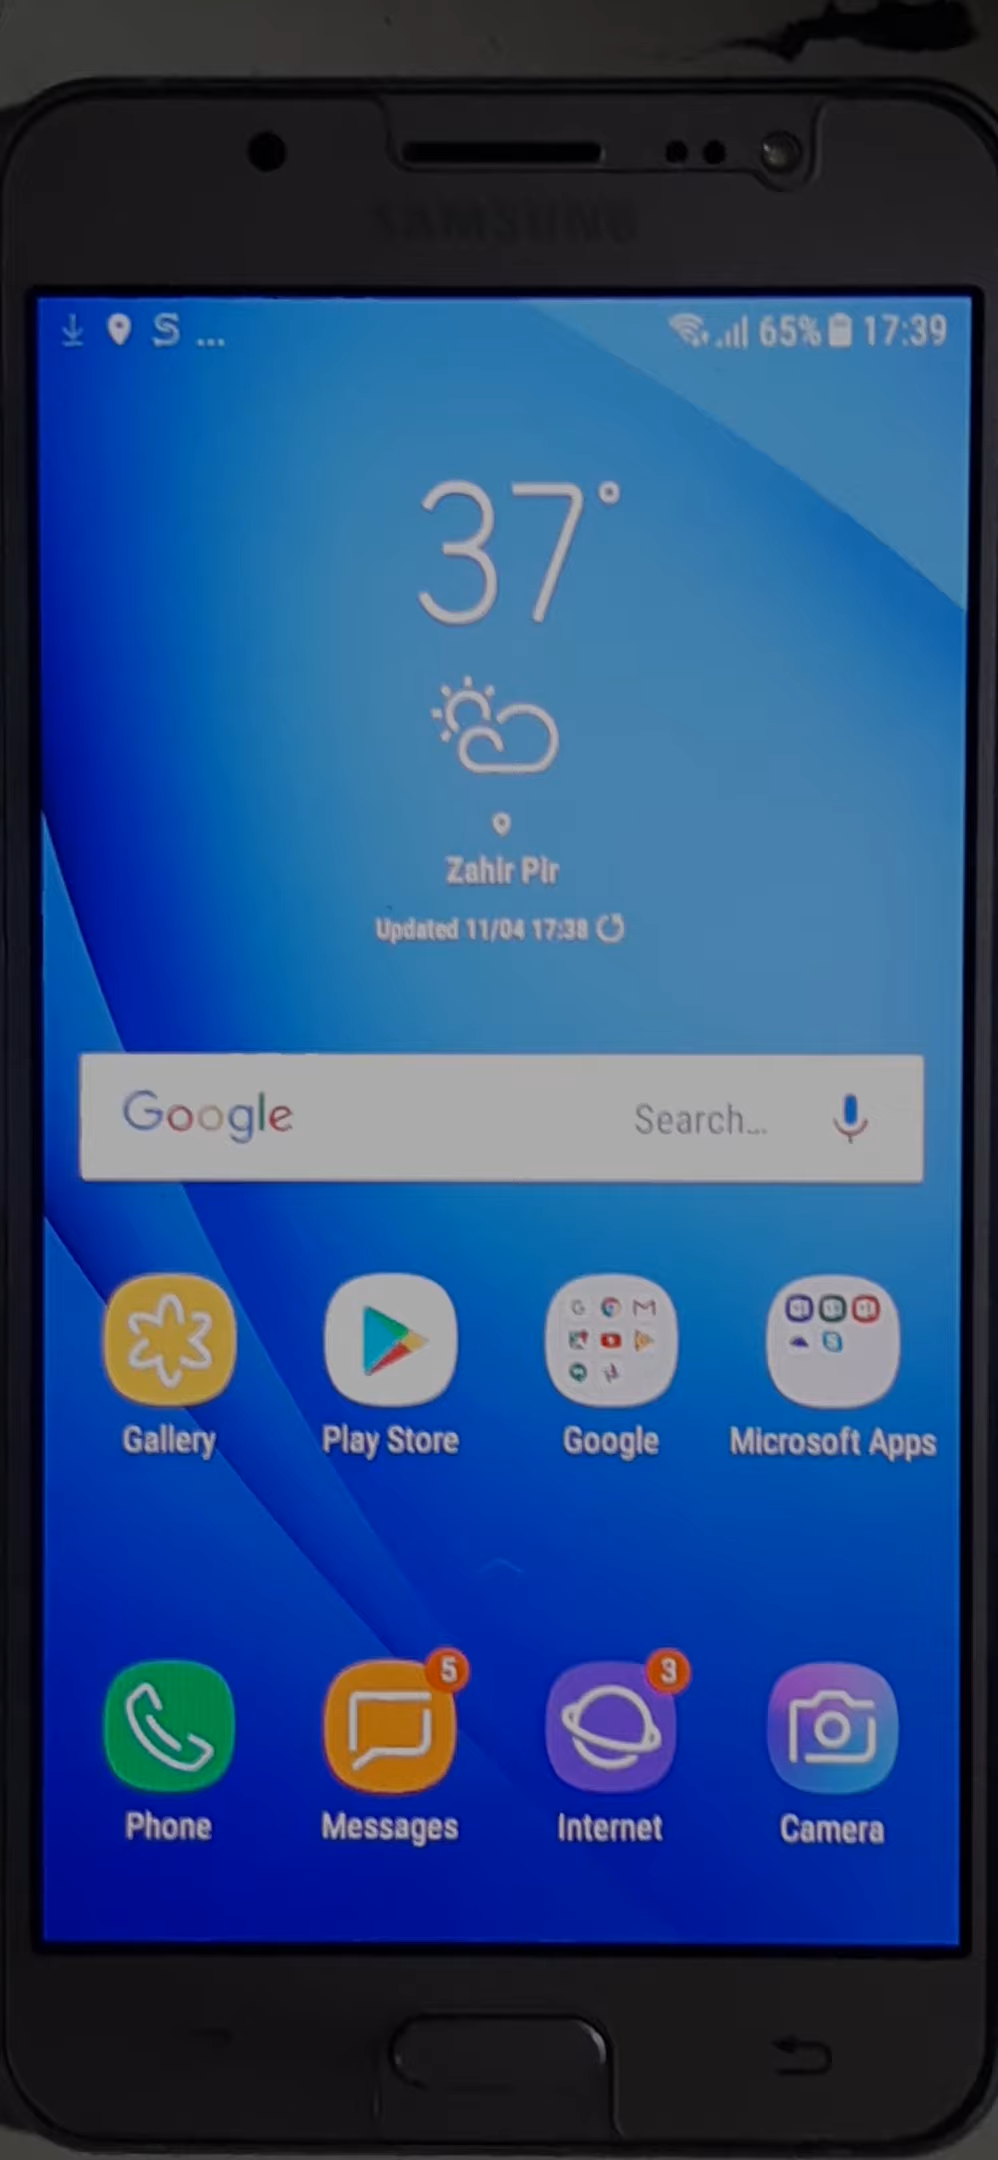 SAMSUNG
65% 17:39
37°
Zahir Pir
Updated 11/04 17:38
Google Search...
Gallery Play Store Google Microsoft Apps
5 3
Phone Messages Internet Camera